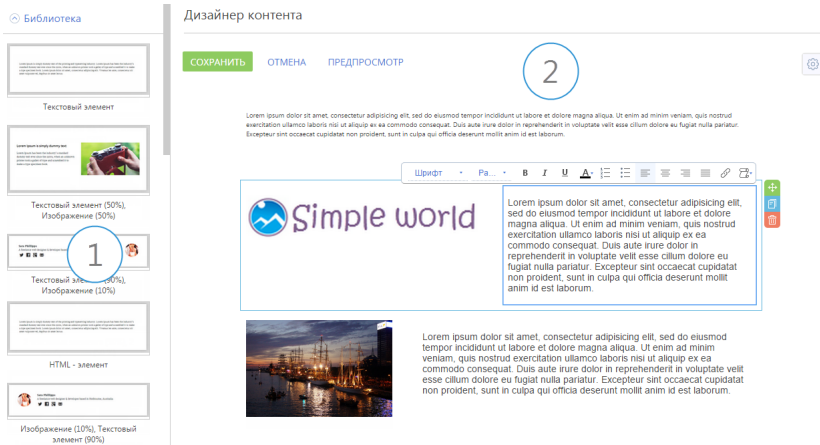 Библиотека
Текстовый элемент
Lorem Ipsum is simply dummy text
Текстовый элемент (50%),
Изображение (50%)
1
Текстовый элемент (90%),
Изображение (10%)
HTML - элемент
Изображение (10%), Текстовый
элемент (90%)
Дизайнер контента
СОХРАНИТЬ ОТМЕНА ПРЕДПРОСМОТР
2
Lorem ipsum dolor sit amet, consectetur adipisicing elit, sed do eiusmod tempor incididunt ut labore et dolore magna aliqua. Ut enim ad minim veniam, quis nostrud
exercitation ullamco laboris nisi ut aliquip ex ea commodo consequat. Duis aute irure dolor in reprehenderit in voluptate velit esse cillum dolore eu fugiat nulla pariatur.
Excepteur sint occaecat cupidatat non proident, sunt in culpa qui officia deserunt mollit anim id est laborum.
Шрифт Ра... B I U A
Simple world
Lorem ipsum dolor sit amet, consectetur adipisicing elit,
sed do eiusmod tempor incididunt ut labore et dolore
magna aliqua. Ut enim ad minim veniam, quis nostrud
exercitation ullamco laboris nisi ut aliquip ex ea
commodo consequat. Duis aute irure dolor in
reprehenderit in voluptate velit esse cillum dolore eu
fugiat nulla pariatur. Excepteur sint occaecat cupidatat
non proident, sunt in culpa qui officia deserunt mollit
anim id est laborum.
Lorem ipsum dolor sit amet, consectetur adipisicing elit, sed do eiusmod
tempor incididunt ut labore et dolore magna aliqua. Ut enim ad minim
veniam, quis nostrud exercitation ullamco laboris nisi ut aliquip ex ea
commodo consequat. Duis aute irure dolor in reprehenderit in voluptate velit
esse cillum dolore eu fugiat nulla pariatur. Excepteur sint occaecat cupidatat
non proident, sunt in culpa qui officia deserunt mollit anim id est laborum.